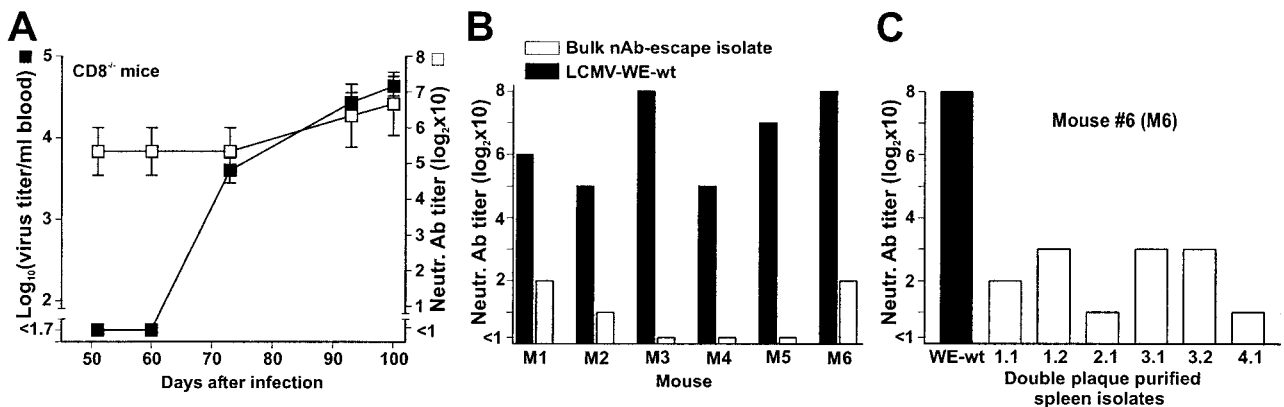 A
■ Log₁₀(virus titer/ml blood)
5
4
3
2
<1.7
CD8⁻/⁻ mice
8
7
6
5
4
3
2
1
<1
Neutr. Ab titer (log₂x10) □
50 60 70 80 90 100
Days after infection
B
Bulk nAb-escape isolate
LCMV-WE-wt
Neutr. Ab titer (log₂x10)
8
6
4
2
<1
M1 M2 M3 M4 M5 M6
Mouse
C
Neutr. Ab titer (log₂x10)
8
6
4
2
<1
Mouse #6 (M6)
WE-wt 1.1 1.2 2.1 3.1 3.2 4.1
Double plaque purified
spleen isolates